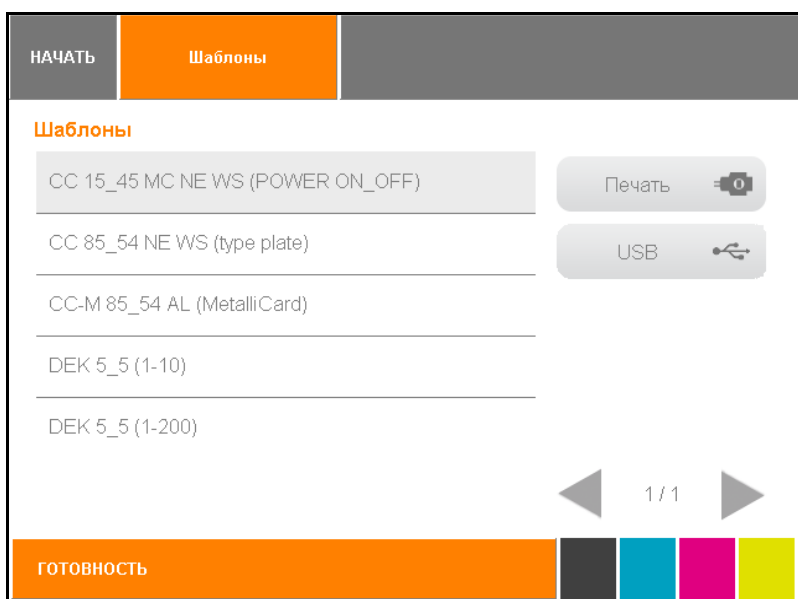 НАЧАТЬ
Шаблоны
Шаблоны
CC 15_45 MC NE WS (POWER ON_OFF)
Печать
CC 85_54 NE WS (type plate)
USB
CC-M 85_54 AL (MetalliCard)
DEK 5_5 (1-10)
DEK 5_5 (1-200)
1 / 1
ГОТОВНОСТЬ